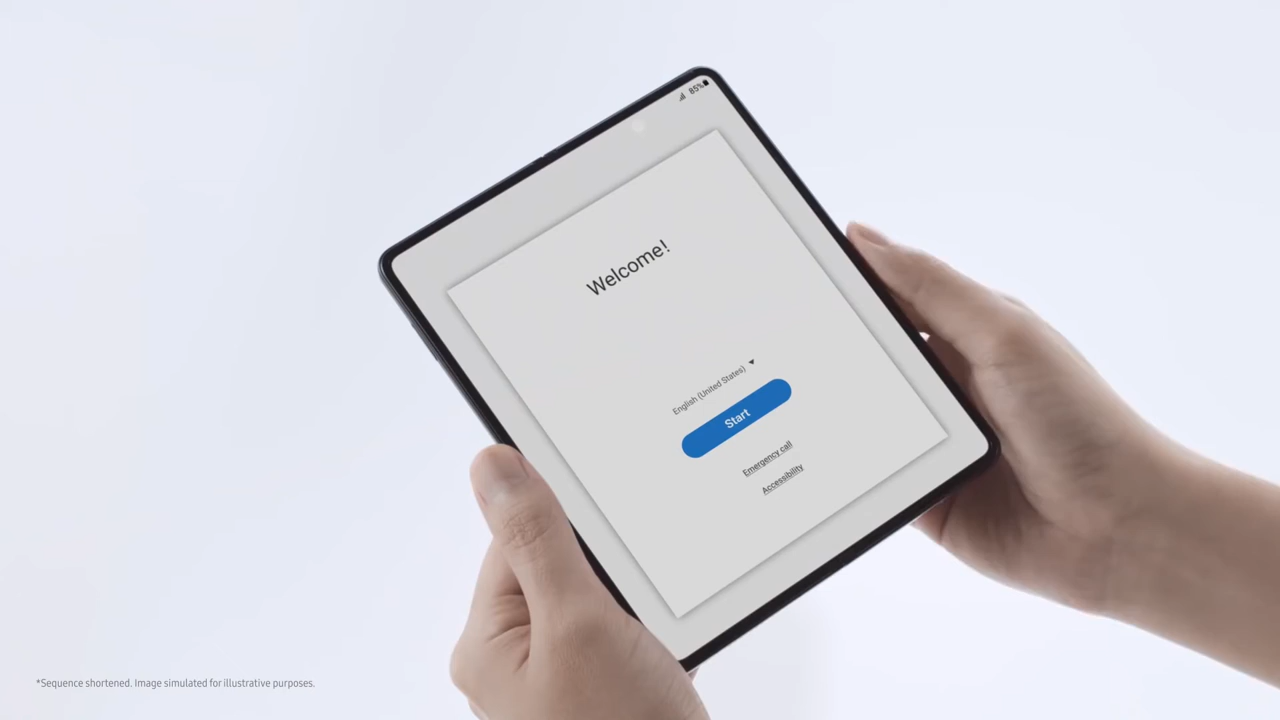 85%
Welcome!
English (United States)
Start
Emergency call
Accessibility
*Sequence shortened. Image simulated for illustrative purposes.